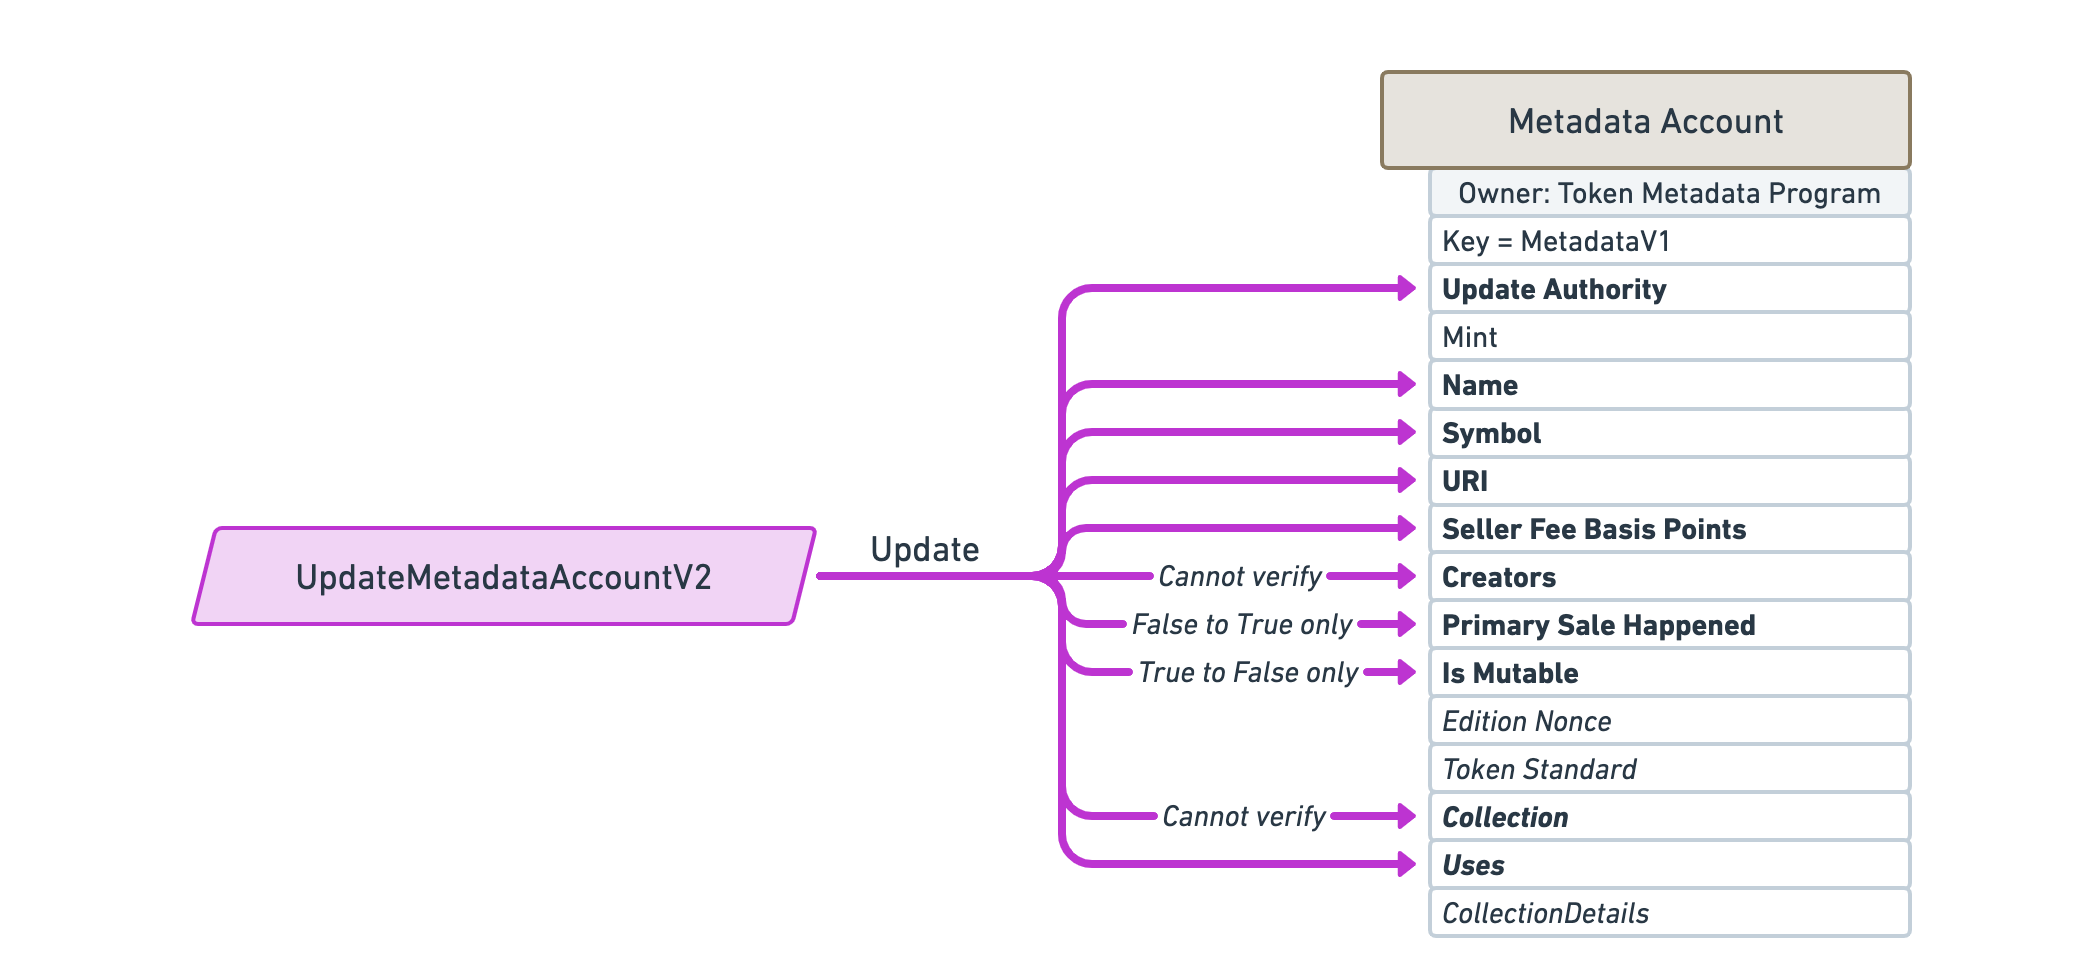 Metadata Account
Owner: Token Metadata Program
Key = MetadataV1
Update Authority
Mint
Name
Symbol
URI
Seller Fee Basis Points
UpdateMetadataAccountV2
Update
Cannot verify
Creators
False to True only
Primary Sale Happened
True to False only
Is Mutable
Edition Nonce
Token Standard
Cannot verify
Collection
Uses
CollectionDetails